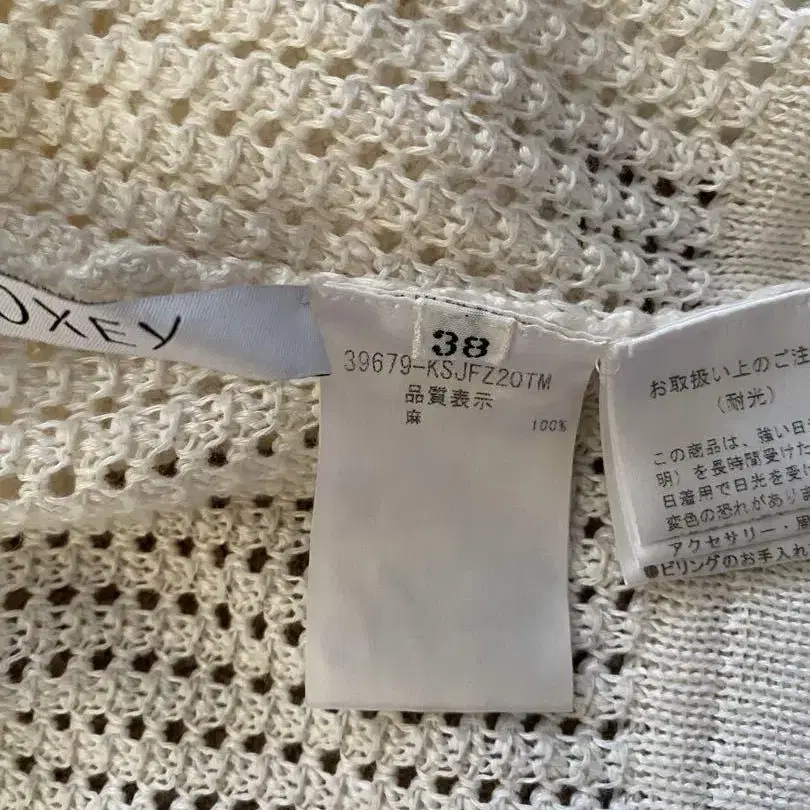 OXEY
38
39679-KSJFZ20TM
品質表示
麻 100%
お取扱い上のご注
(耐光)
この商品は、強い日
明)を長時間受けた
日着用で日光を受け
変色の恐れがあります
アクセサリー・
●ピリングのお手入れ